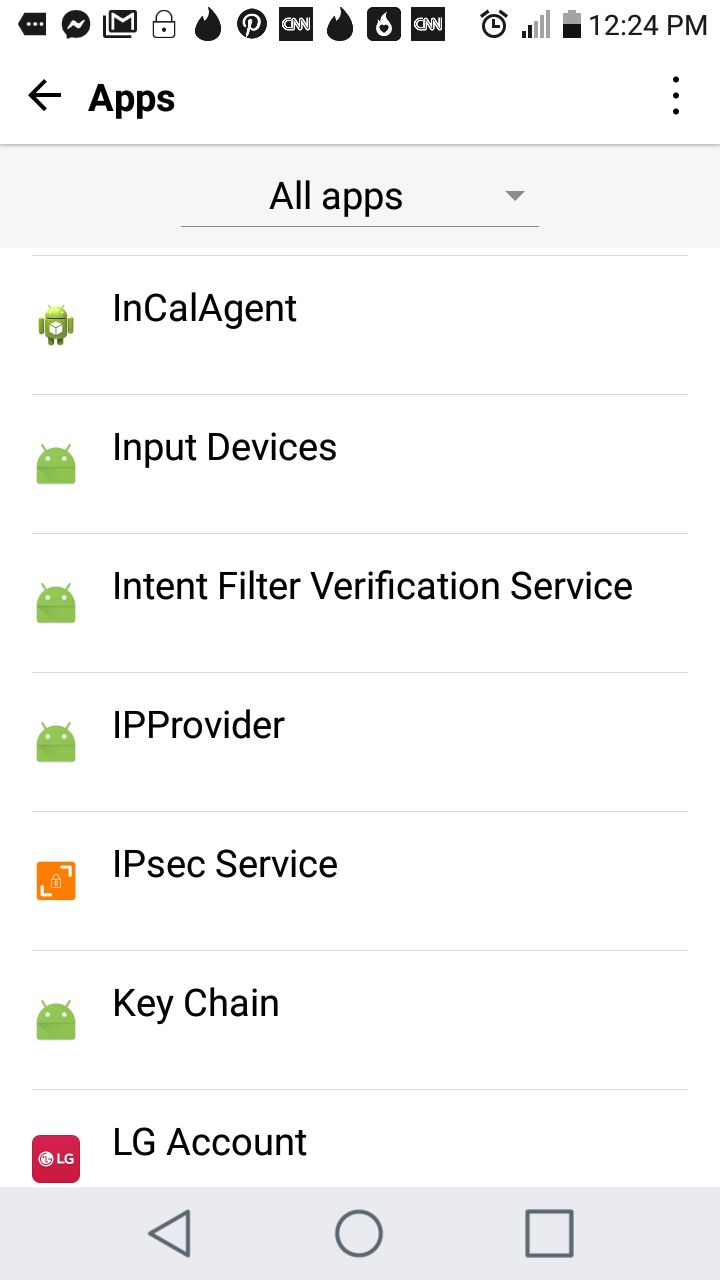 CNN CNN 12:24 PM
Apps
All apps
InCalAgent
Input Devices
Intent Filter Verification Service
IPProvider
IPsec Service
Key Chain
LG Account
LG